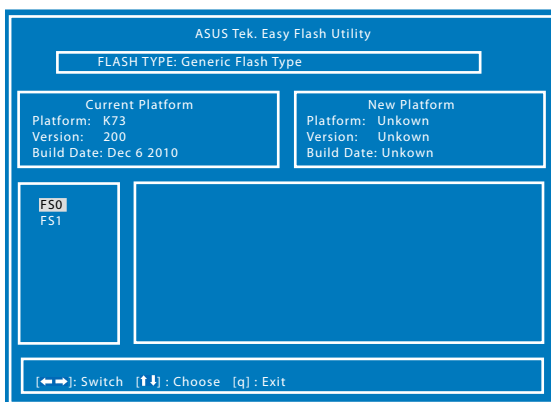 ASUS Tek. Easy Flash Utility
FLASH TYPE: Generic Flash Type
Current Platform
Platform: K73
Version: 200
Build Date: Dec 6 2010
New Platform
Platform: Unkown
Version: Unkown
Build Date: Unkown
FS0
FS1
[←→]: Switch [↑↓] : Choose [q] : Exit